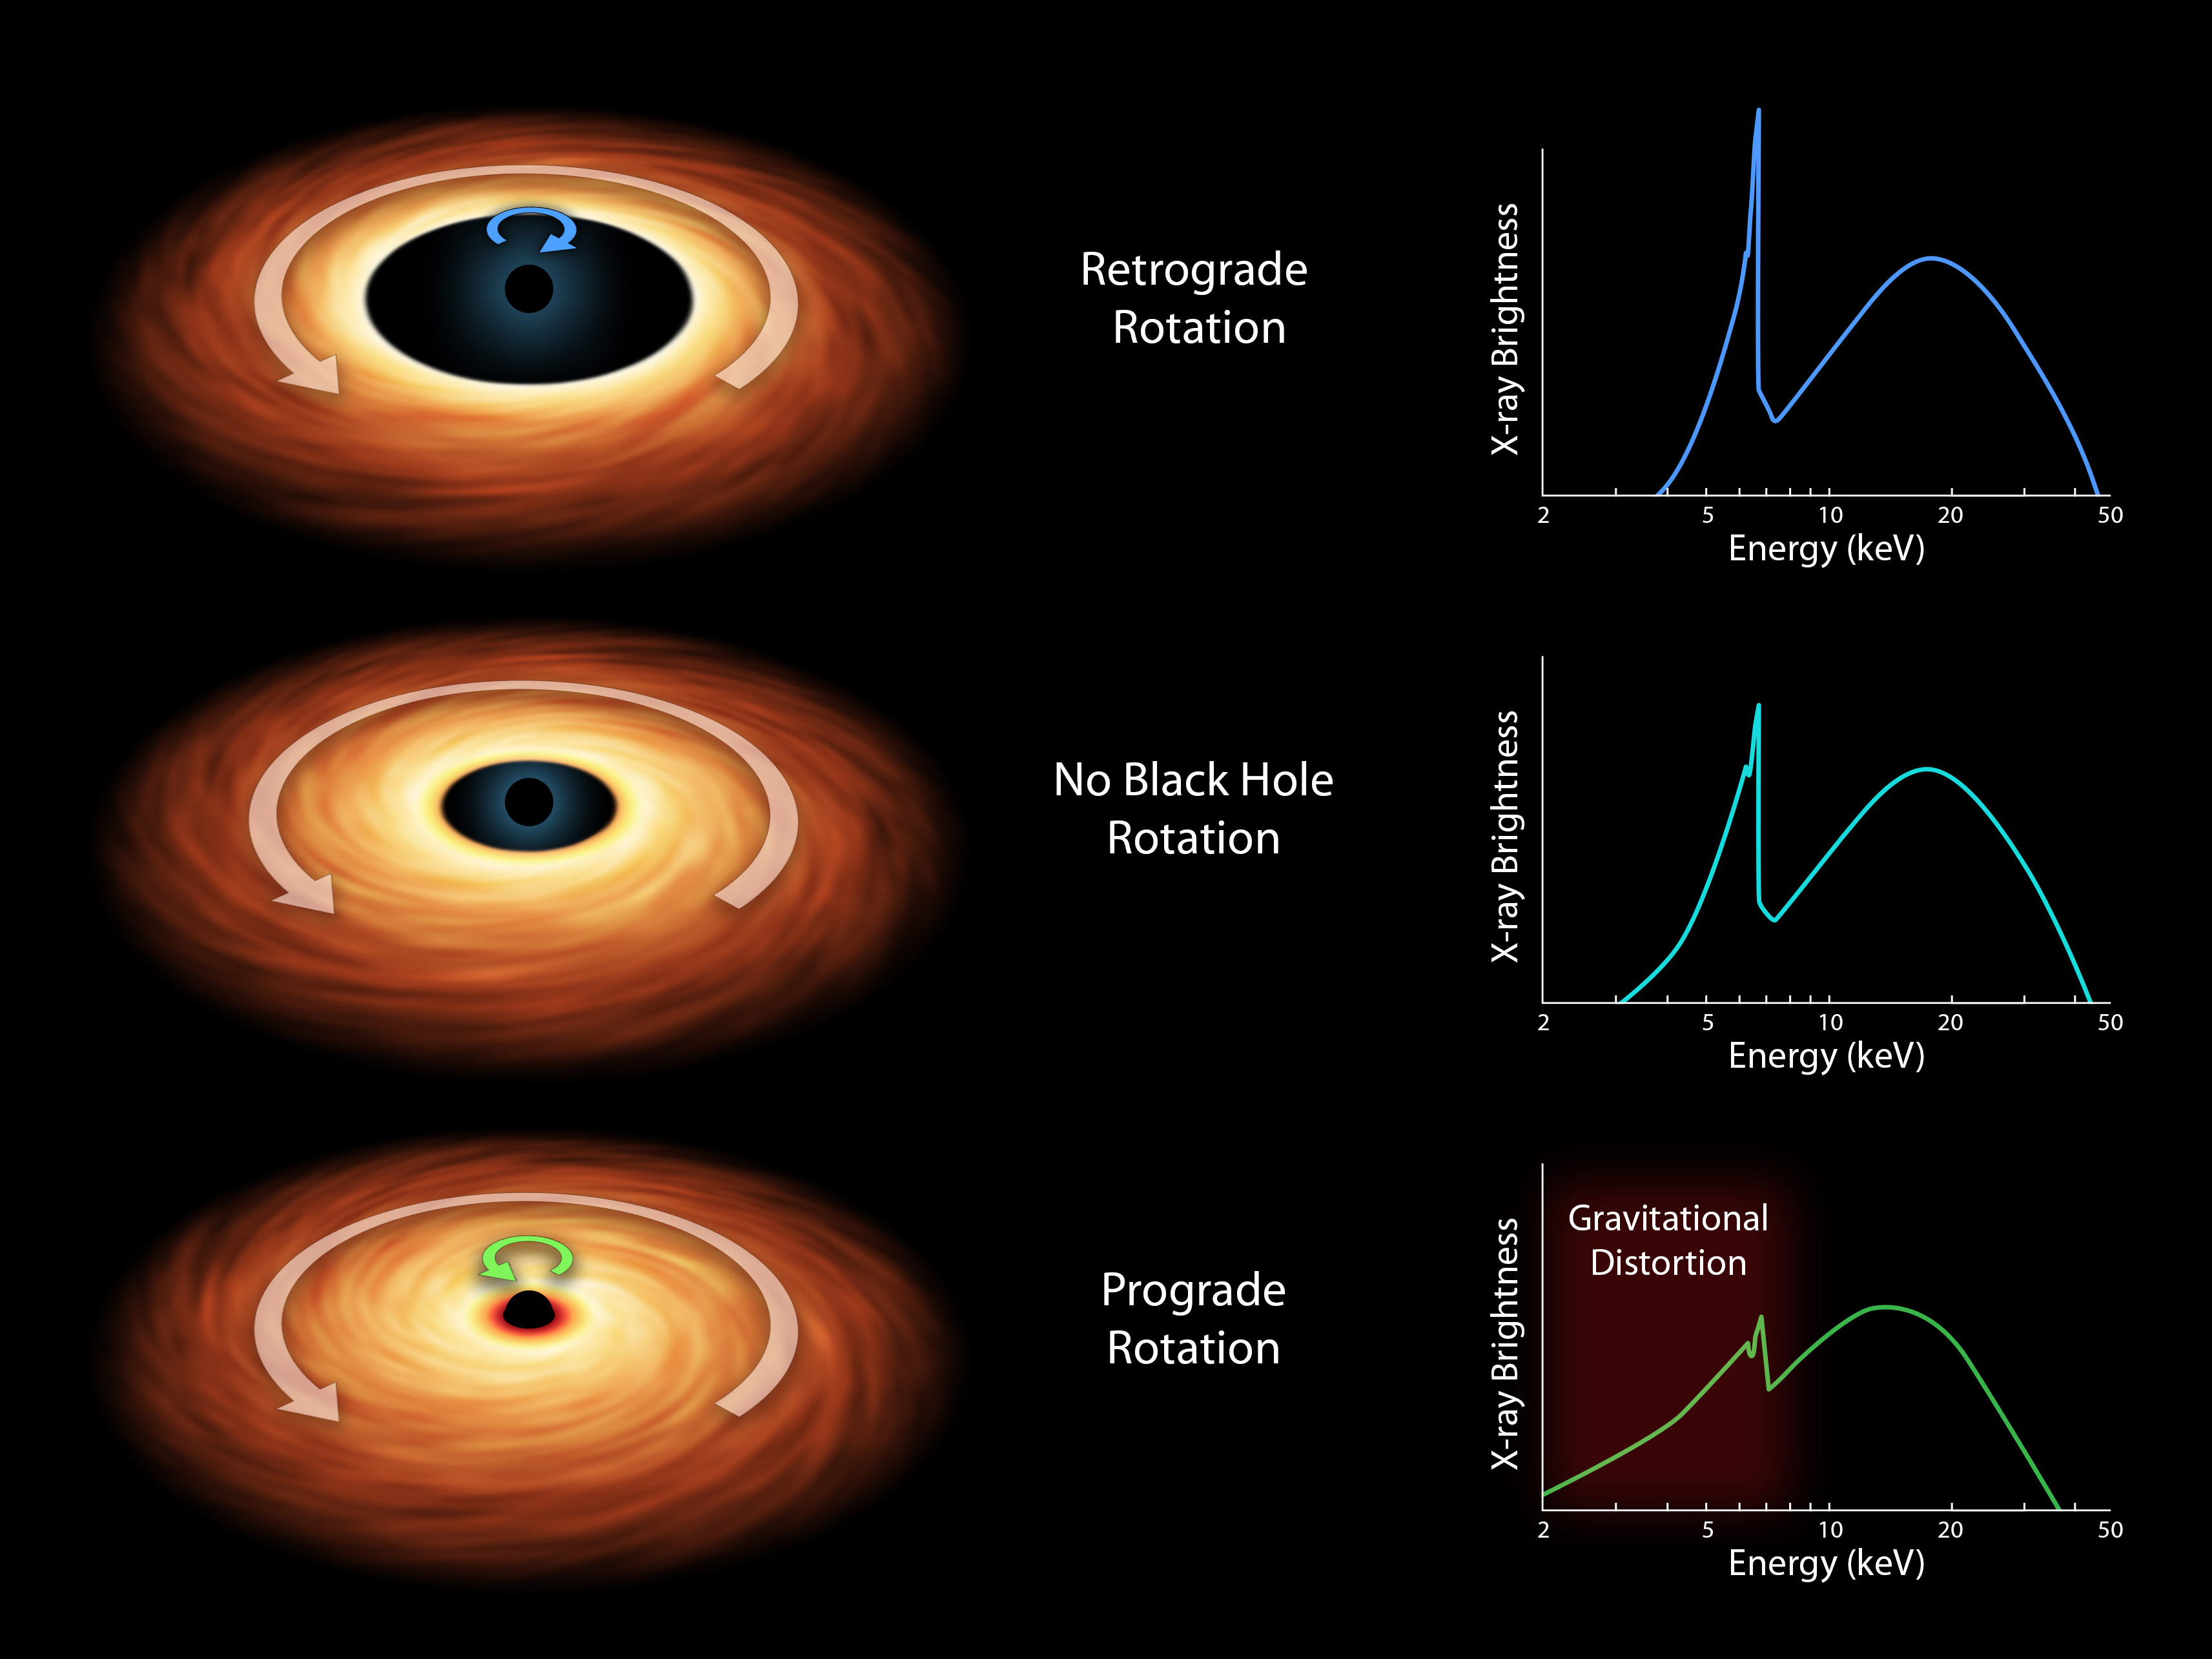 Retrograde
Rotation
X-ray Brightness
2 5 10 20 50
Energy (keV)
No Black Hole
Rotation
X-ray Brightness
2 5 10 20 50
Energy (keV)
Prograde
Rotation
Gravitational
Distortion
X-ray Brightness
2 5 10 20 50
Energy (keV)